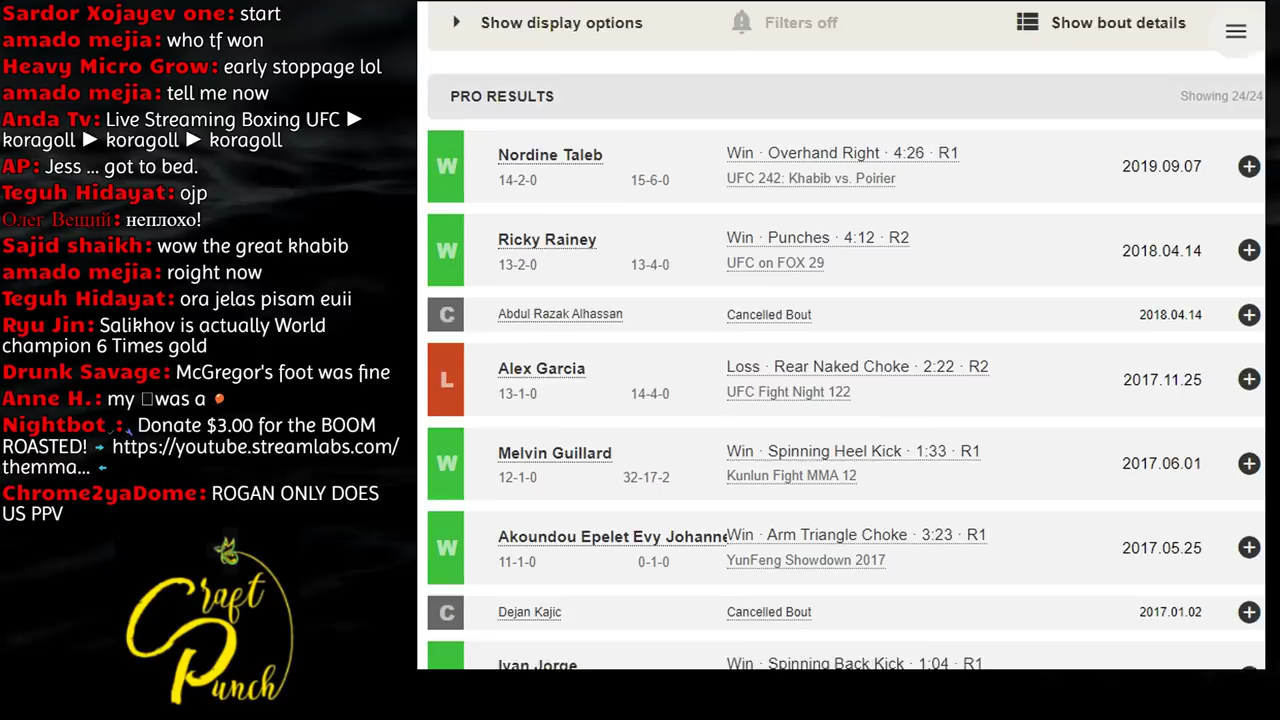 Sardor Xojayev one: start
amado mejia: who tf won
Heavy Micro Grow: early stoppage lol
amado mejia: tell me now
Anda Tv: Live Streaming Boxing UFC ►
koragoll ► koragoll ► koragoll
AP: Jess ... got to bed.
Teguh Hidayat: ojp
Олег Вещий: неплохо!
Sajid shaikh: wow the great khabib
amado mejia: roight now
Teguh Hidayat: ora jelas pisam euii
Ryu Jin: Salikhov is actually World
champion 6 Times gold
Drunk Savage: McGregor's foot was fine
Anne H.: my was a
Nightbot : Donate $3.00 for the BOOM
ROASTED! https://youtube.streamlabs.com/
themma...
Chrome2yaDome: ROGAN ONLY DOES
US PPV
Craft
Punch
Show display options
Filters off
Show bout details
PRO RESULTS
Showing 24/24
W
Nordine Taleb
Win · Overhand Right · 4:26 · R1
14-2-0
15-6-0
UFC 242: Khabib vs. Poirier
2019.09.07
W
Ricky Rainey
Win · Punches · 4:12 · R2
13-2-0
13-4-0
UFC on FOX 29
2018.04.14
C
Abdul Razak Alhassan
Cancelled Bout
2018.04.14
L
Alex Garcia
Loss · Rear Naked Choke · 2:22 · R2
13-1-0
14-4-0
UFC Fight Night 122
2017.11.25
W
Melvin Guillard
Win · Spinning Heel Kick · 1:33 · R1
12-1-0
32-17-2
Kunlun Fight MMA 12
2017.06.01
W
Akoundou Epelet Evy Johanne
Win · Arm Triangle Choke · 3:23 · R1
11-1-0
0-1-0
YunFeng Showdown 2017
2017.05.25
C
Dejan Kajic
Cancelled Bout
2017.01.02
Ivan Jorge
Win · Spinning Back Kick · 1:04 · R1